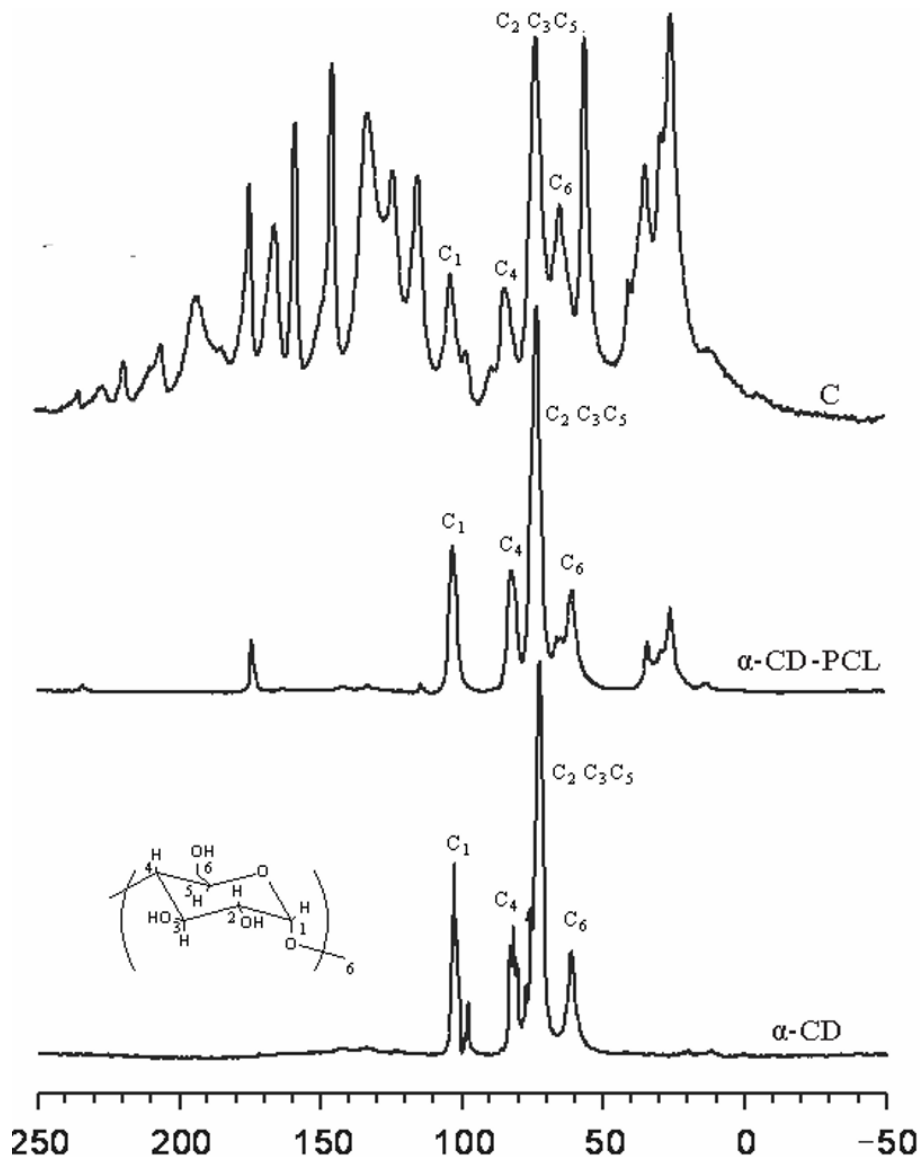 C₂ C₃C₅
C₆
C₁
C₄
C
C₂ C₃C₅
C₁
C₄
C₆
α-CD-PCL
C₂ C₃C₅
C₁
C₄
C₆
α-CD
H
OH
4
6
O
5
H
H
H
HO
3
2
OH
1
H
O
6
250 200 150 100 50 0 -50